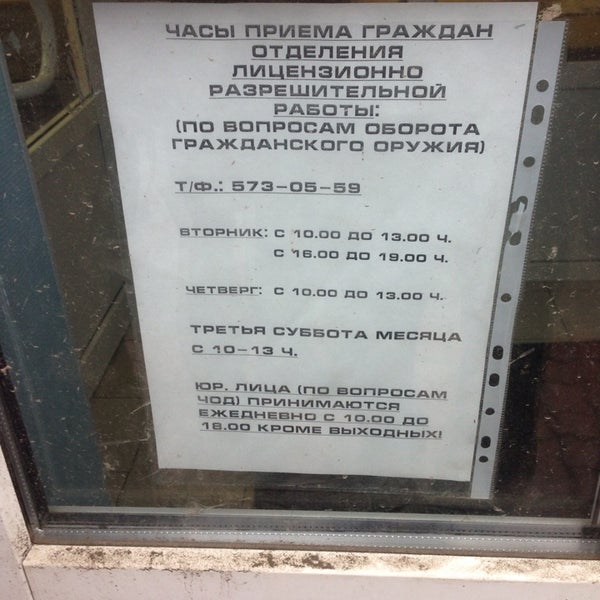 ЧАСЫ ПРИЕМА ГРАЖДАН
ОТДЕЛЕНИЯ
ЛИЦЕНЗИОННО
РАЗРЕШИТЕЛЬНОЙ
РАБОТЫ:
(ПО ВОПРОСАМ ОБОРОТА
ГРАЖДАНСКОГО ОРУЖИЯ)
Т/Ф.: 573-05-59
ВТОРНИК: С 10.00 ДО 13.00 Ч.
С 16.00 ДО 19.00 Ч.
ЧЕТВЕРГ: С 10.00 ДО 13.00 Ч.
ТРЕТЬЯ СУББОТА МЕСЯЦА
С 10-13 Ч.
ЮР. ЛИЦА (ПО ВОПРОСАМ
ЧОД) ПРИНИМАЮТСЯ
ЕЖЕДНЕВНО С 10.00 ДО
18.00 КРОМЕ ВЫХОДНЫХ!